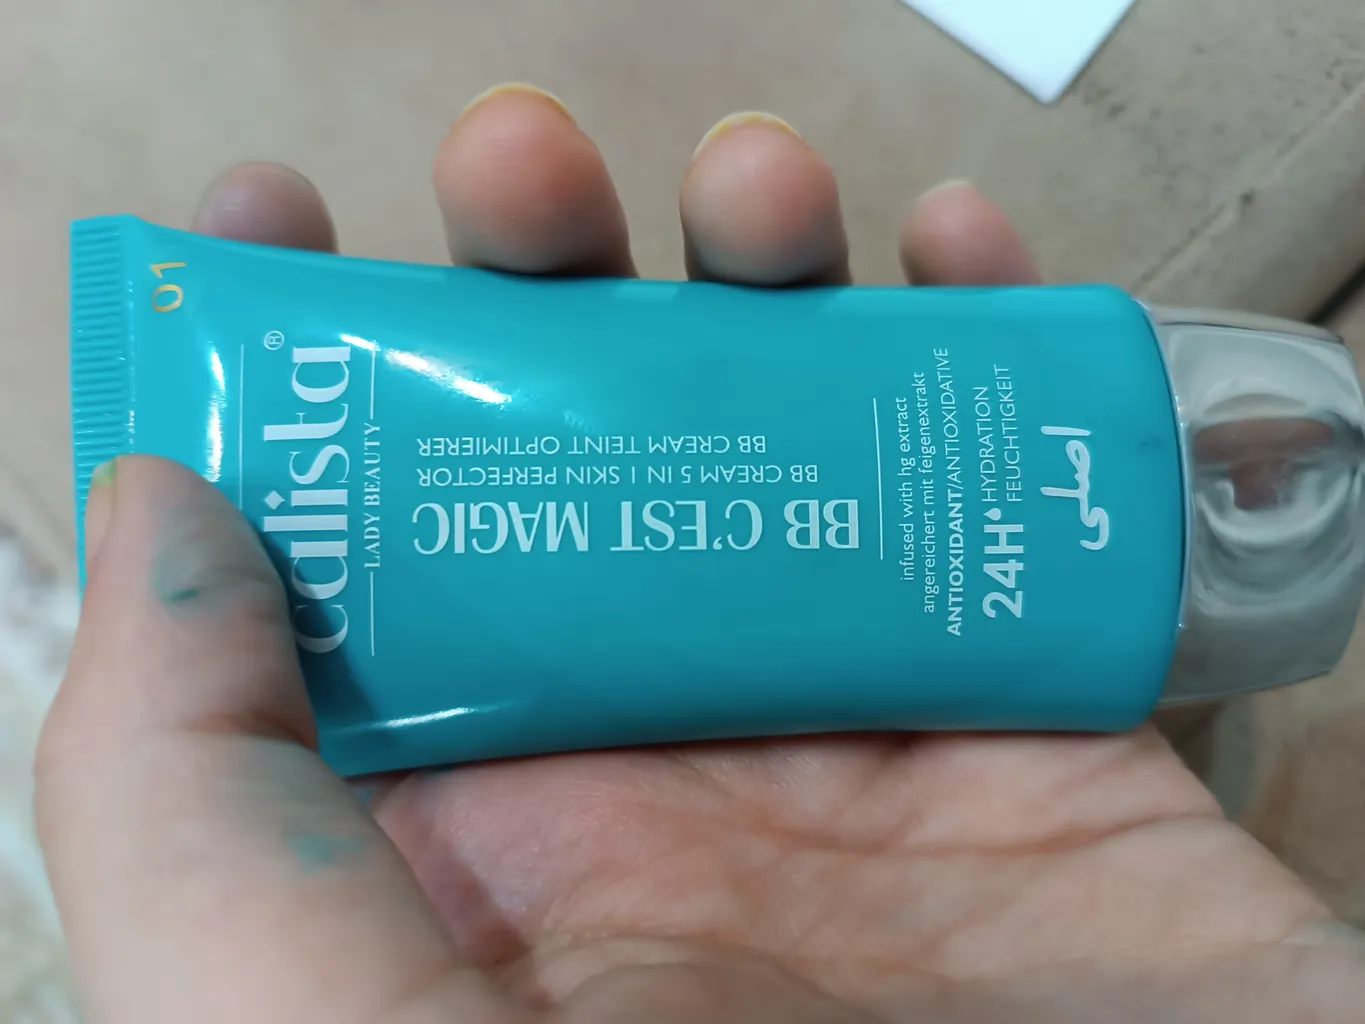 01
calista®
LADY BEAUTY
BB C'EST MAGIC
BB CREAM 5 IN 1 SKIN PERFECTOR
BB CREAM TEINT OPTIMIERER
infused with hg extract
angereichert mit feigenextrakt
ANTIOXIDANT/ANTIOXIDATIVE
24H HYDRATION
FEUCHTIGKEIT
اصلی